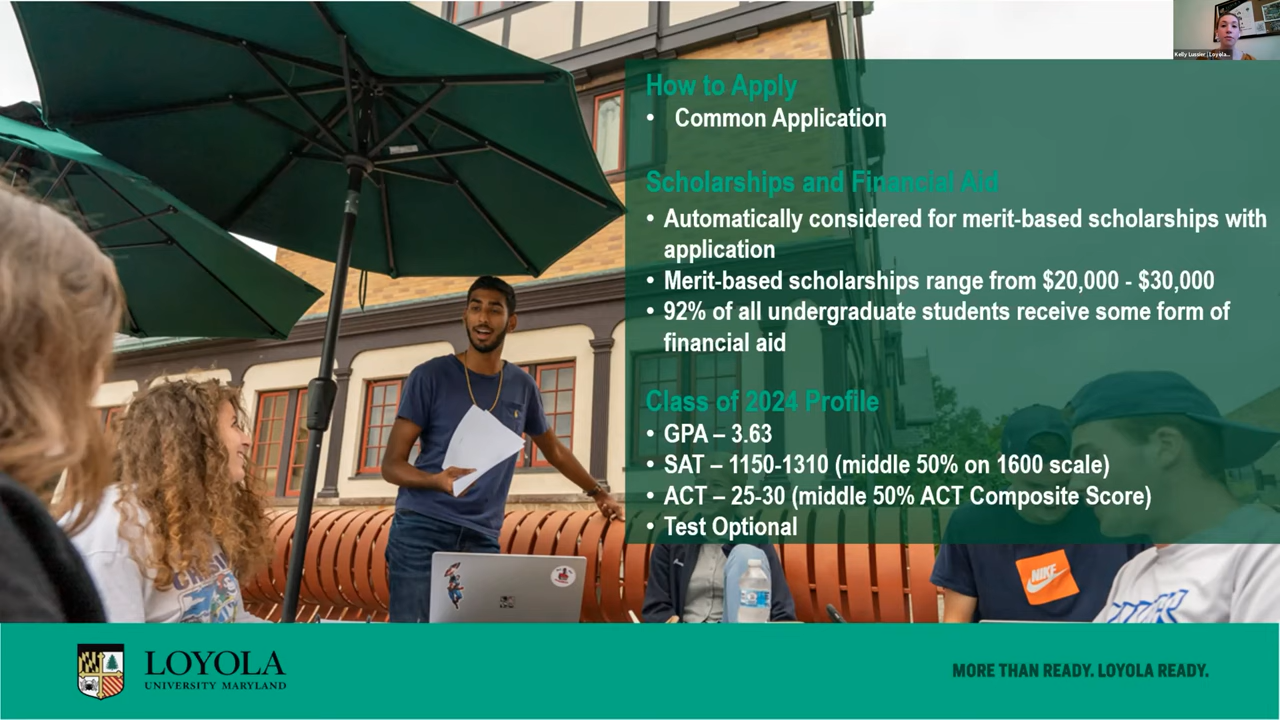 Kelly Lussier | Loyola...
How to Apply
• Common Application
Scholarships and Financial Aid
• Automatically considered for merit-based scholarships with
application
• Merit-based scholarships range from $20,000 - $30,000
• 92% of all undergraduate students receive some form of
financial aid
Class of 2024 Profile
• GPA – 3.63
• SAT – 1150-1310 (middle 50% on 1600 scale)
• ACT – 25-30 (middle 50% ACT Composite Score)
• Test Optional
NIKE
LOYOLA
UNIVERSITY MARYLAND
MORE THAN READY. LOYOLA READY.